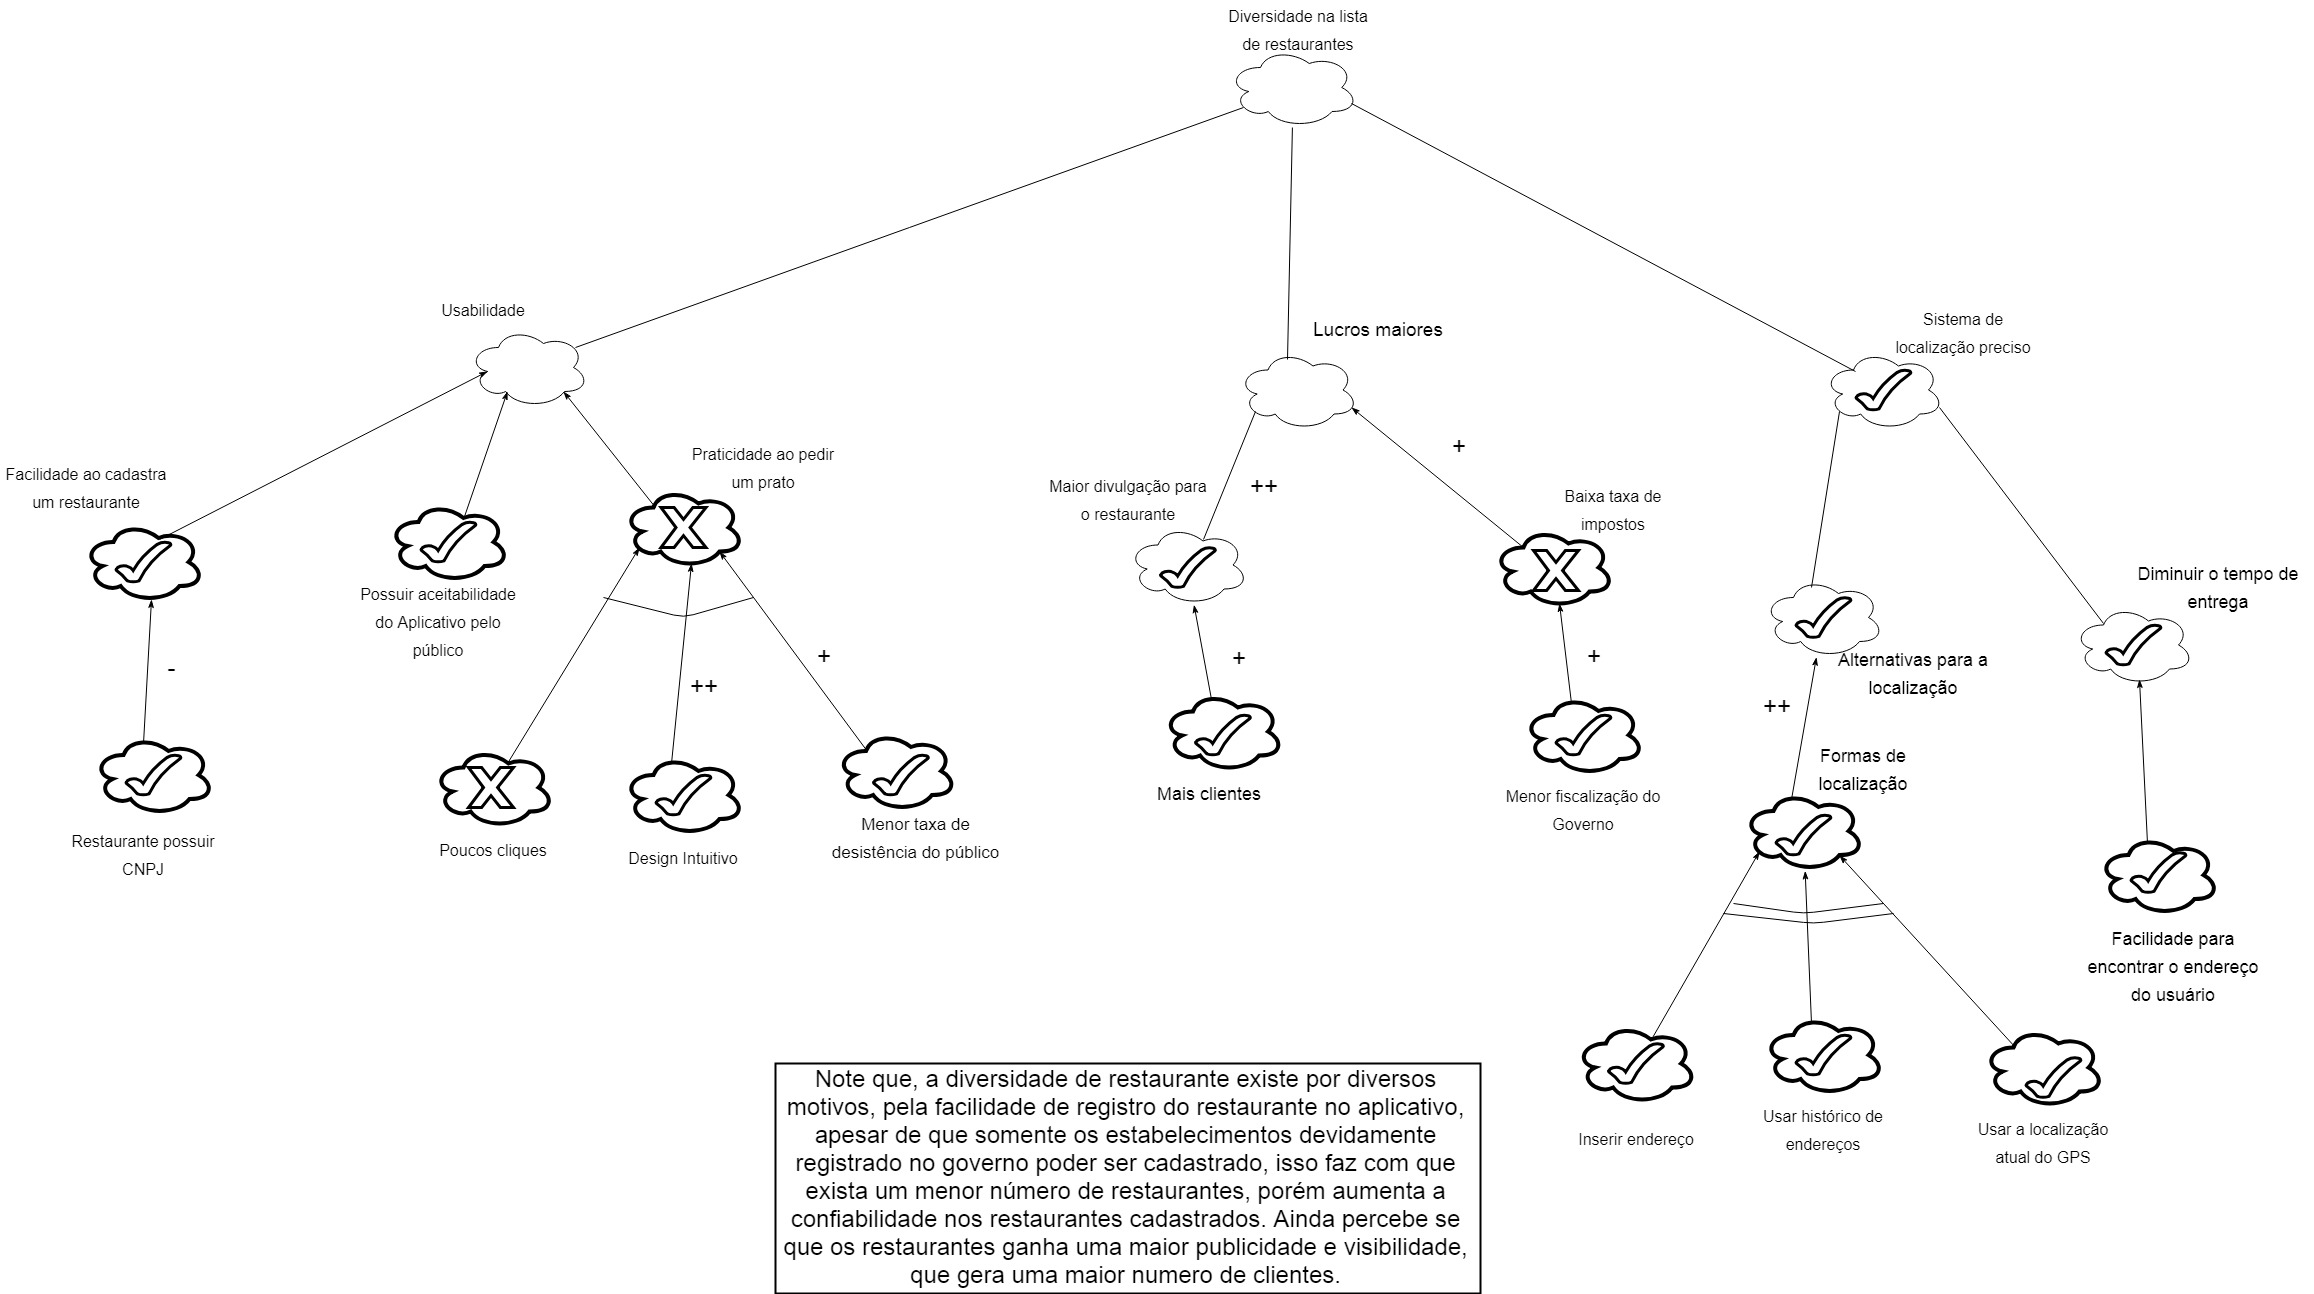 Diversidade na lista
de restaurantes
Usabilidade
Lucros maiores
Sistema de
localização preciso
Facilidade ao cadastra
um restaurante
Possuir aceitabilidade
do Aplicativo pelo
público
Praticidade ao pedir
um prato
Maior divulgação para
o restaurante
++
+
Baixa taxa de
impostos
Alternativas para a
localização
Diminuir o tempo de
entrega
-
++
+
+
+
++
Restaurante possuir
CNPJ
X
X
X
Poucos cliques
Design Intuitivo
Menor taxa de
desistência do público
Mais clientes
Menor fiscalização do
Governo
Formas de
localização
Facilidade para
encontrar o endereço
do usuário
Inserir endereço
Usar histórico de
endereços
Usar a localização
atual do GPS
Note que, a diversidade de restaurante existe por diversos
motivos, pela facilidade de registro do restaurante no aplicativo,
apesar de que somente os estabelecimentos devidamente
registrado no governo poder ser cadastrado, isso faz com que
exista um menor número de restaurantes, porém aumenta a
confiabilidade nos restaurantes cadastrados. Ainda percebe se
que os restaurantes ganha uma maior publicidade e visibilidade,
que gera uma maior numero de clientes.